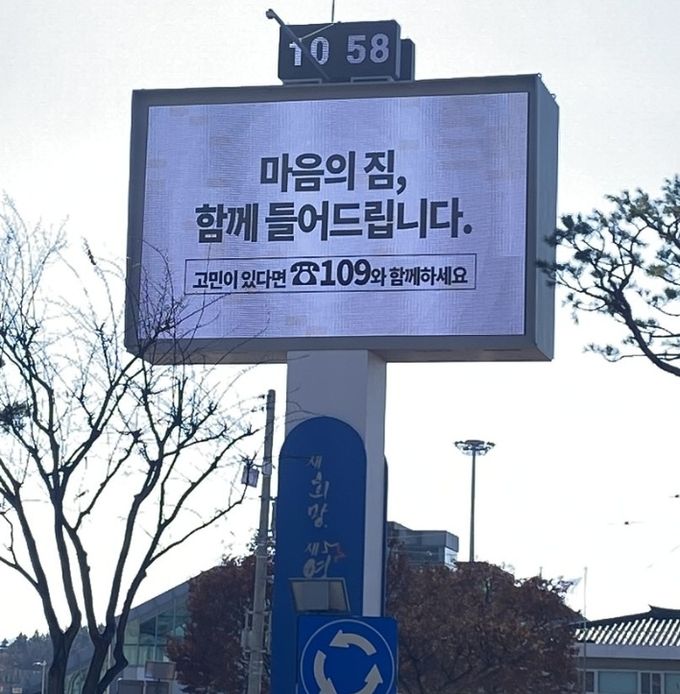 10 58
마음의 짐,
함께 들어드립니다.
고민이 있다면 ☎109와 함께하세요
새
희
망.